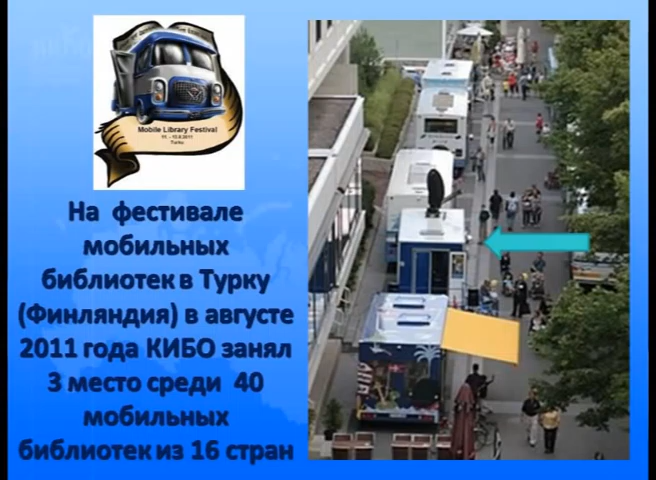 Mobile Library Festival
Turku
На фестивале
мобильных
библиотек в Турку
(Финляндия) в августе
2011 года КИБО занял
3 место среди 40
мобильных
библиотек из 16 стран